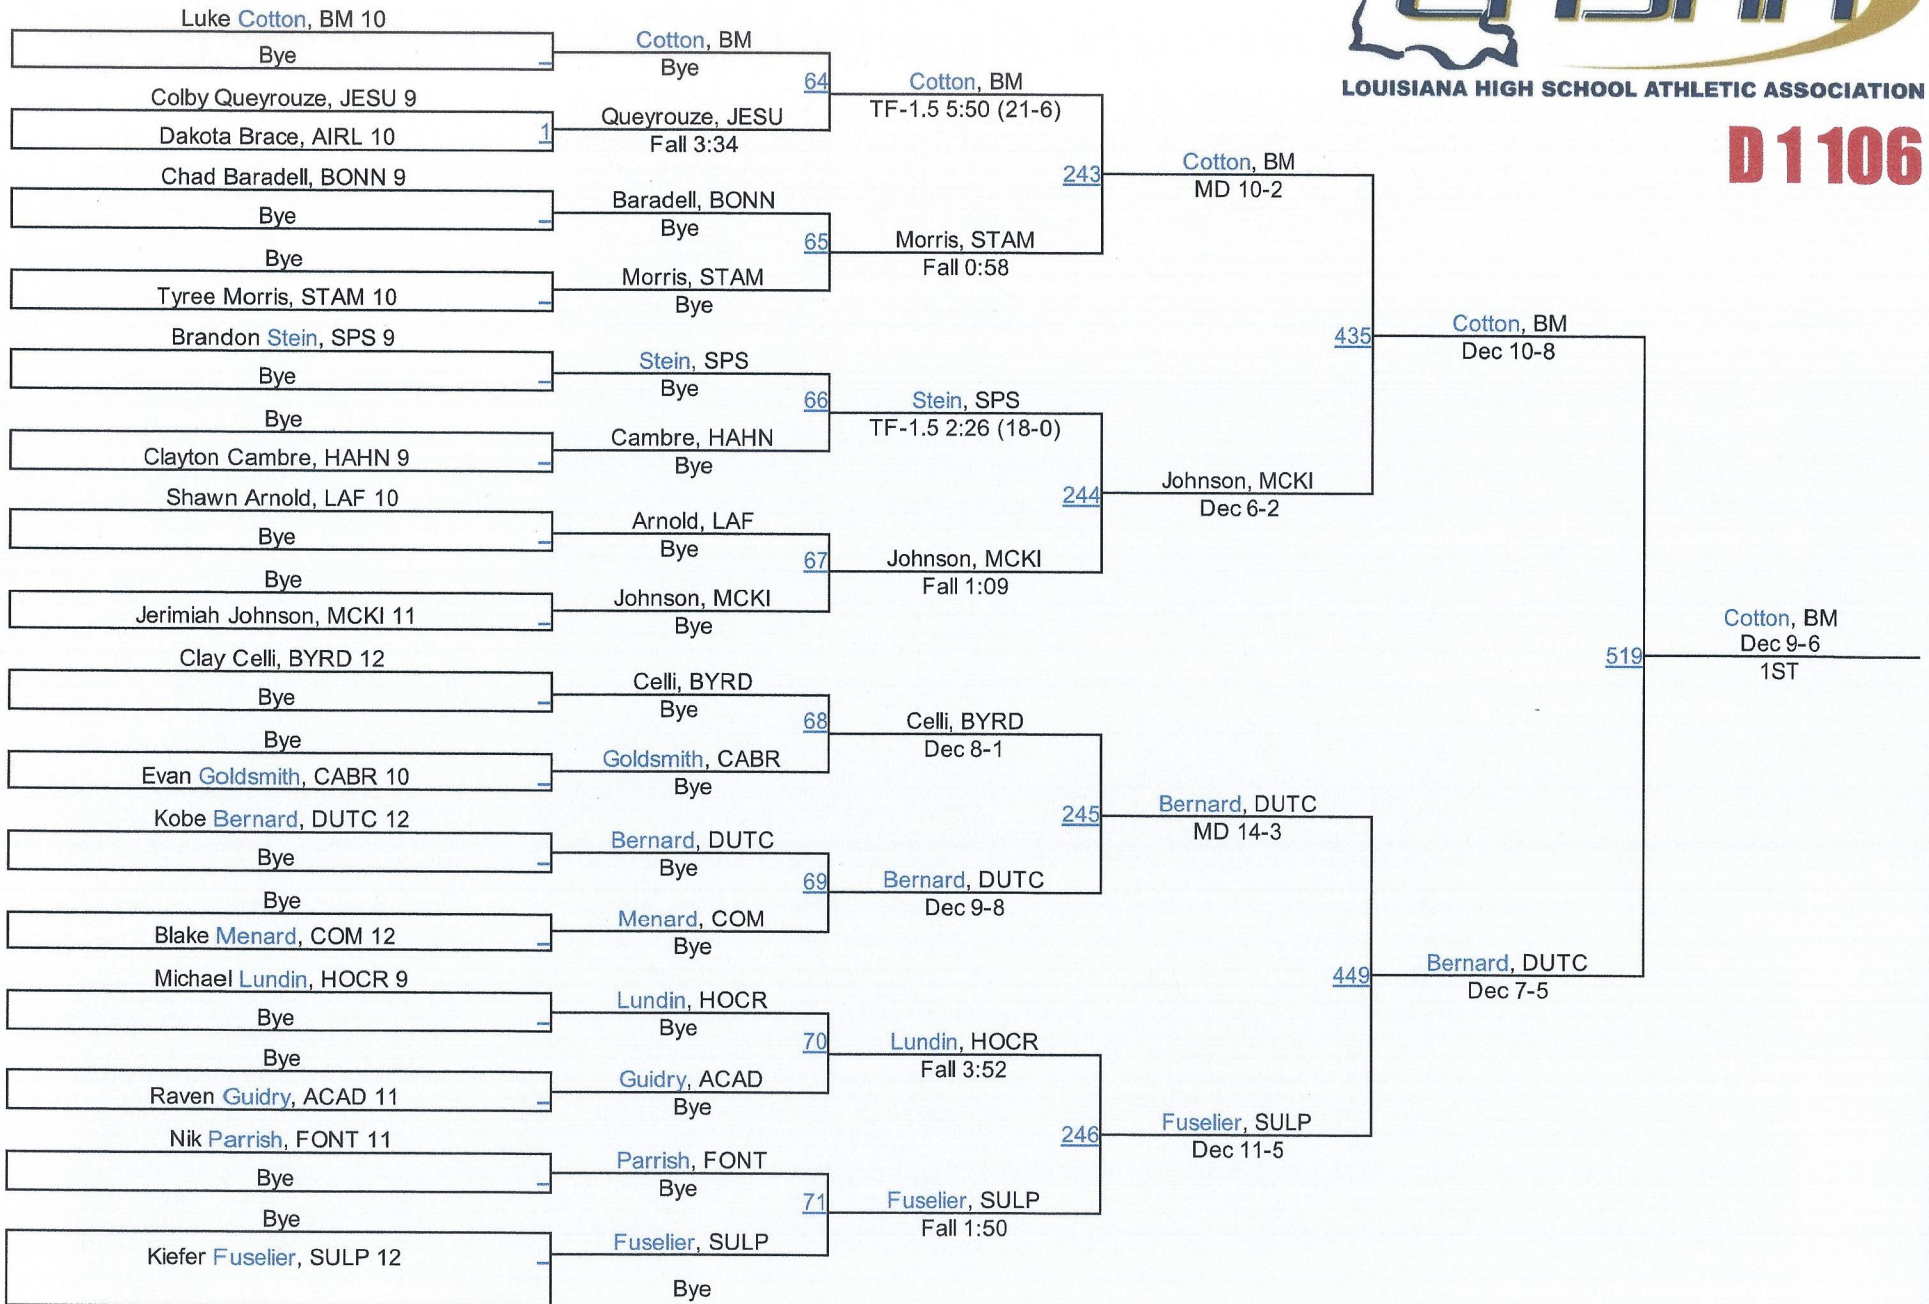 LHSAA
LOUISIANA HIGH SCHOOL ATHLETIC ASSOCIATION
D 1 106
Luke Cotton, BM 10
Bye
Colby Queyrouze, JESU 9
Dakota Brace, AIRL 10
1
Chad Baradell, BONN 9
Bye
Bye
Tyree Morris, STAM 10
Brandon Stein, SPS 9
Bye
Bye
Clayton Cambre, HAHN 9
Shawn Arnold, LAF 10
Bye
Bye
Jerimiah Johnson, MCKI 11
Clay Celli, BYRD 12
Bye
Bye
Evan Goldsmith, CABR 10
Kobe Bernard, DUTC 12
Bye
Bye
Blake Menard, COM 12
Michael Lundin, HOCR 9
Bye
Bye
Raven Guidry, ACAD 11
Nik Parrish, FONT 11
Bye
Bye
Kiefer Fuselier, SULP 12
Cotton, BM
Bye
64
Queyrouze, JESU
Fall 3:34
Baradell, BONN
Bye
65
Morris, STAM
Bye
Stein, SPS
Bye
66
Cambre, HAHN
Bye
Arnold, LAF
Bye
67
Johnson, MCKI
Bye
Celli, BYRD
Bye
68
Goldsmith, CABR
Bye
Bernard, DUTC
Bye
69
Menard, COM
Bye
Lundin, HOCR
Bye
70
Guidry, ACAD
Bye
Parrish, FONT
Bye
71
Fuselier, SULP
Bye
Cotton, BM
TF-1.5 5:50 (21-6)
243
Morris, STAM
Fall 0:58
Stein, SPS
TF-1.5 2:26 (18-0)
244
Johnson, MCKI
Fall 1:09
Celli, BYRD
Dec 8-1
245
Bernard, DUTC
Dec 9-8
Lundin, HOCR
Fall 3:52
246
Fuselier, SULP
Fall 1:50
Cotton, BM
MD 10-2
435
Johnson, MCKI
Dec 6-2
Bernard, DUTC
MD 14-3
449
Fuselier, SULP
Dec 11-5
Cotton, BM
Dec 10-8
519
Bernard, DUTC
Dec 7-5
Cotton, BM
Dec 9-6
1ST